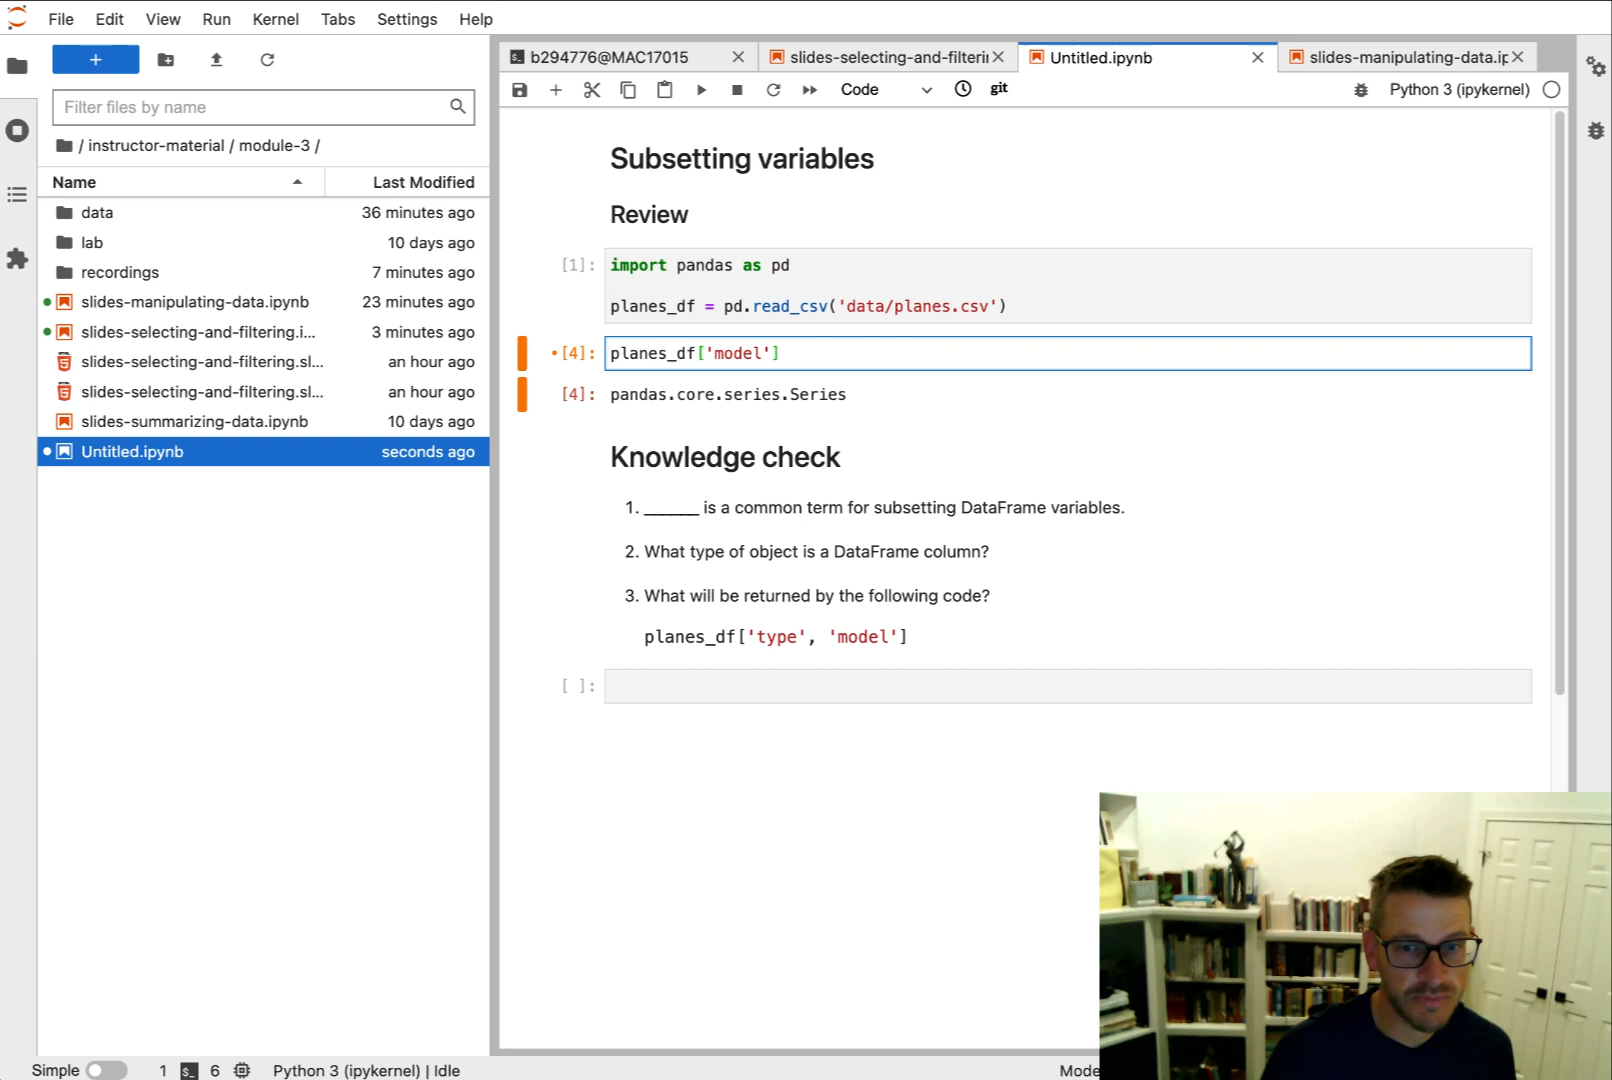 File Edit View Run Kernel Tabs Settings Help
+
b294776@MAC17015
slides-selecting-and-filterin
Untitled.ipynb
slides-manipulating-data.ip
Code
git
Python 3 (ipykernel)
Filter files by name
/ instructor-material / module-3 /
Name Last Modified
data 36 minutes ago
lab 10 days ago
recordings 7 minutes ago
slides-manipulating-data.ipynb 23 minutes ago
slides-selecting-and-filtering.i... 3 minutes ago
slides-selecting-and-filtering.sl... an hour ago
slides-selecting-and-filtering.sl... an hour ago
slides-summarizing-data.ipynb 10 days ago
Untitled.ipynb seconds ago
Subsetting variables
Review
[1]: import pandas as pd
planes_df = pd.read_csv('data/planes.csv')
[4]: planes_df['model']
[4]: pandas.core.series.Series
Knowledge check
1. ______ is a common term for subsetting DataFrame variables.
2. What type of object is a DataFrame column?
3. What will be returned by the following code?
planes_df['type', 'model']
[ ]:
Simple 1 6 Python 3 (ipykernel) | Idle
Mode